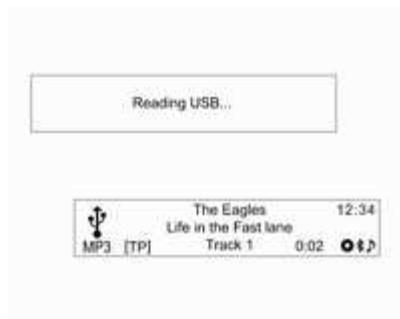 Reading USB...
The Eagles 12:34
Life in the Fast lane
MP3 [TP] Track 1 0:02